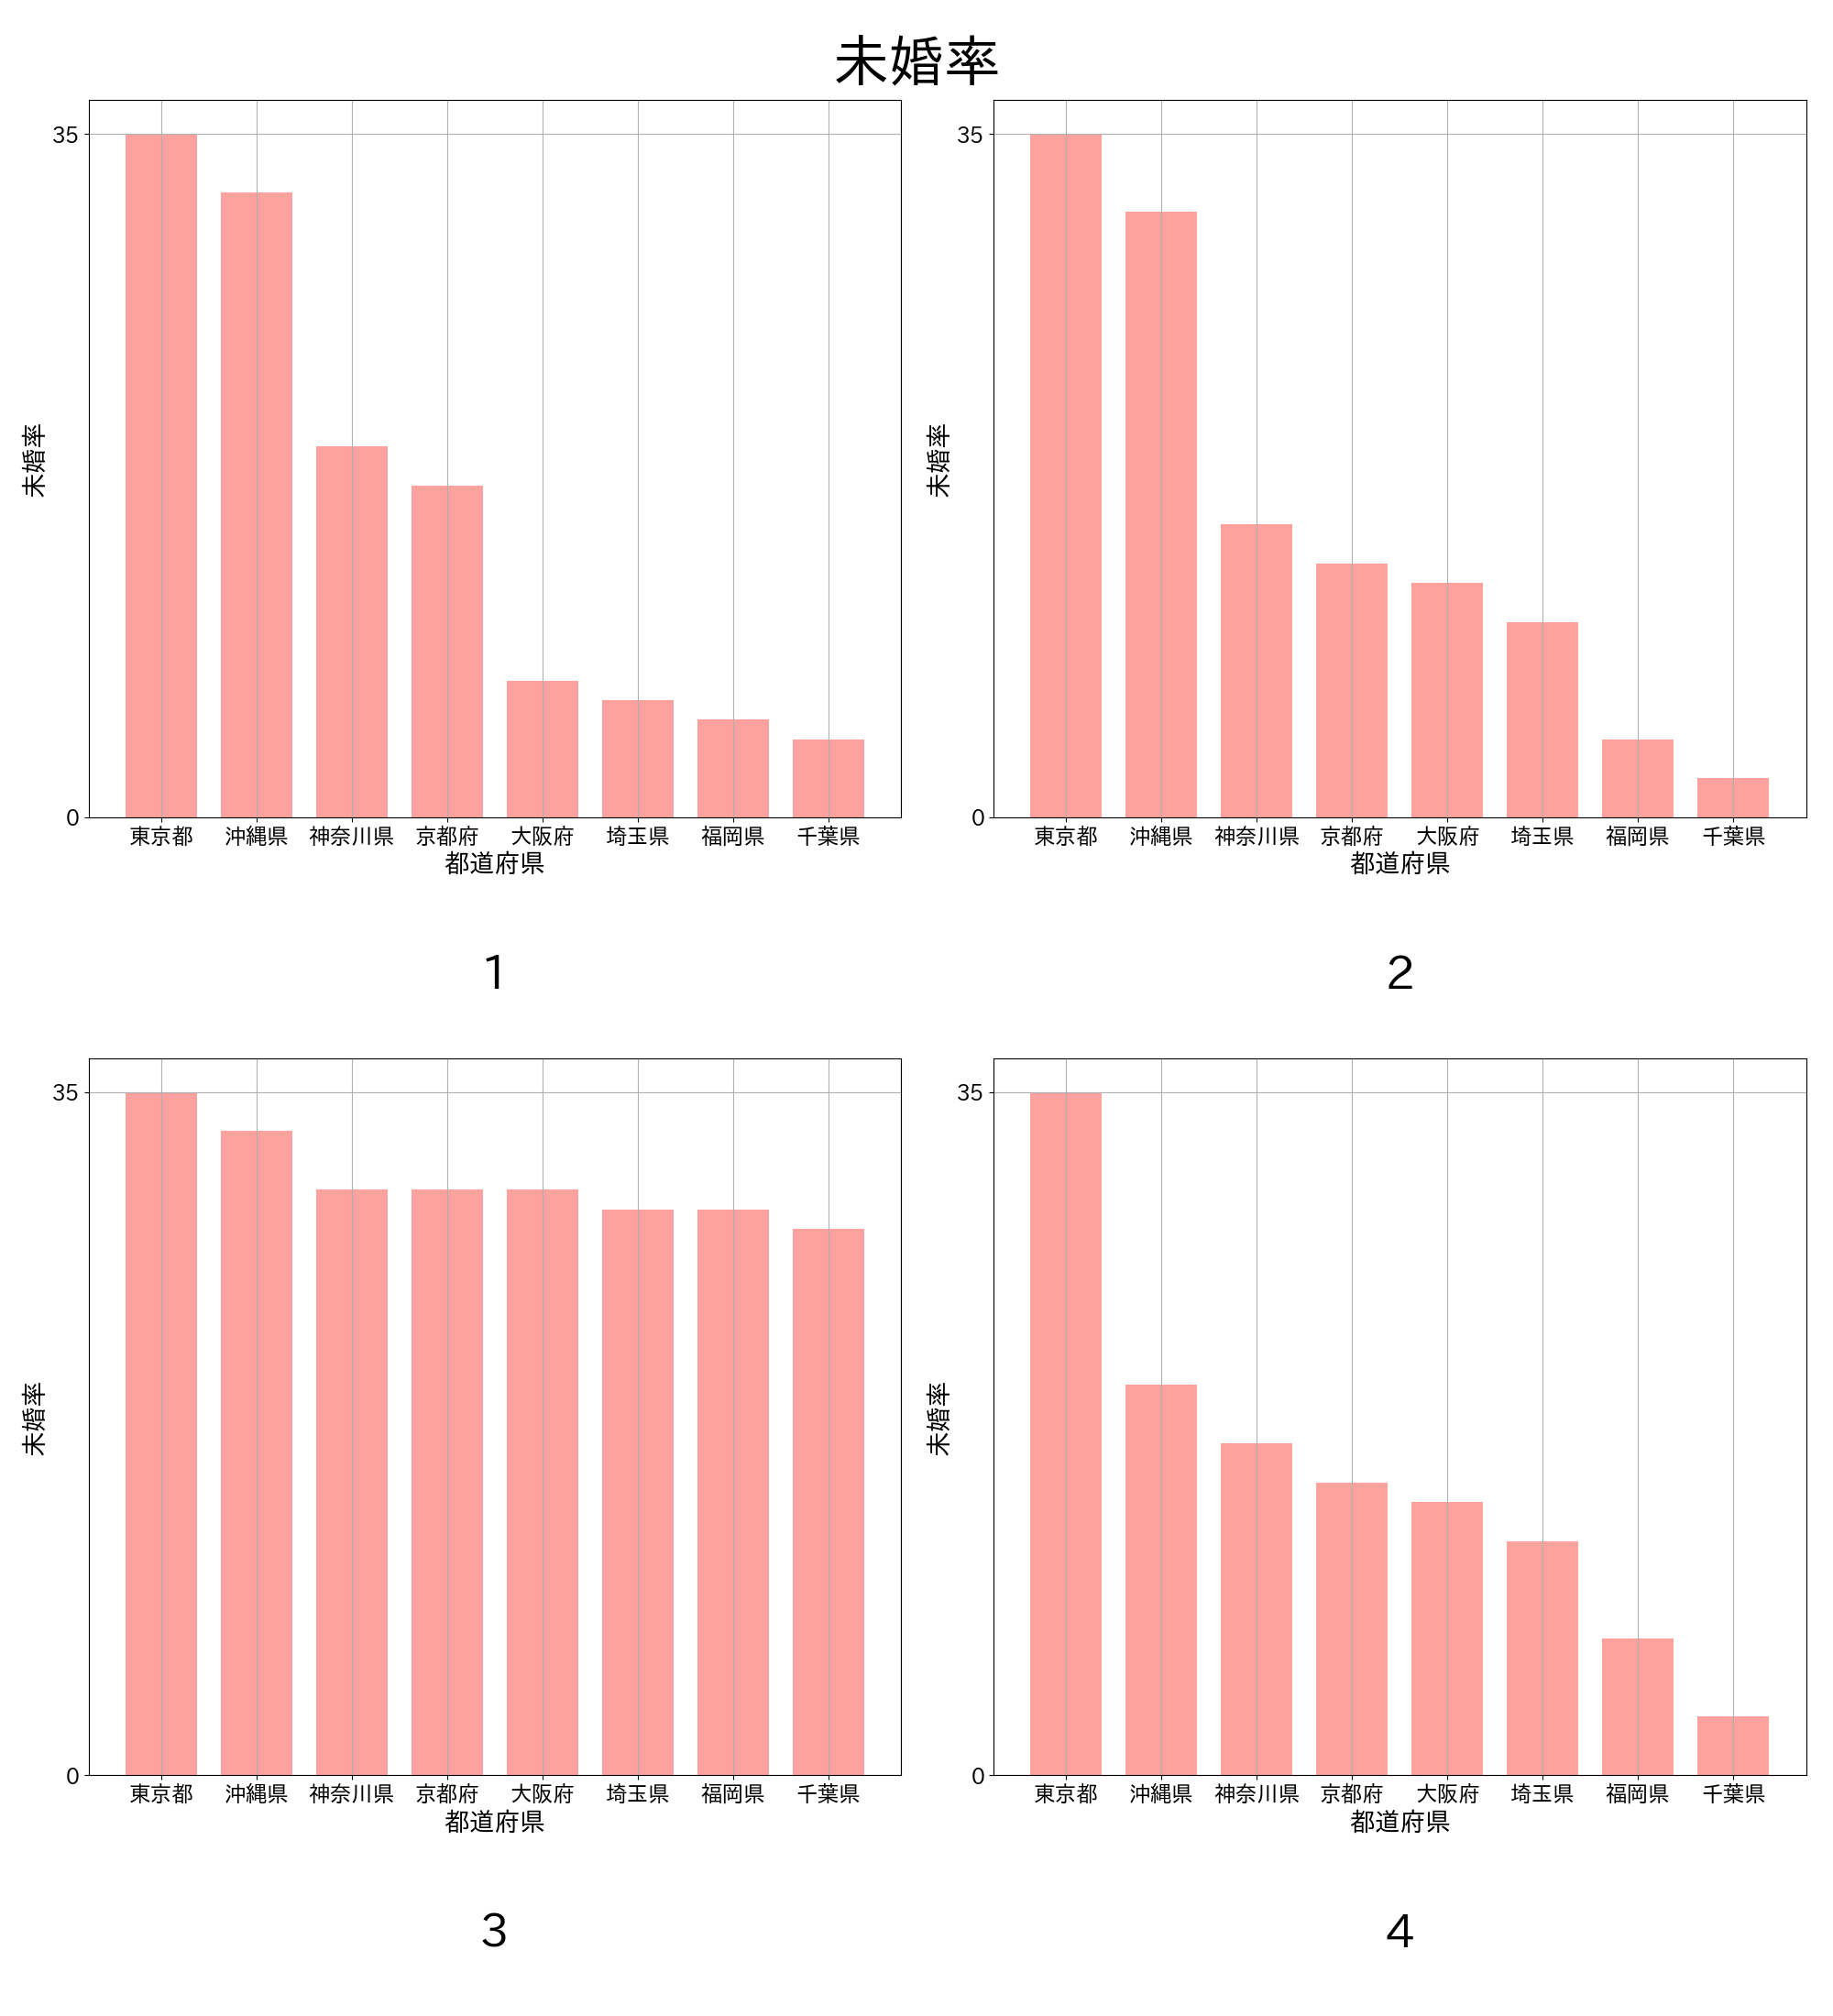 未婚率
35
0
未婚率
東京都 沖縄県 神奈川県 京都府 大阪府 埼玉県 福岡県 千葉県
都道府県
1
35
0
未婚率
東京都 沖縄県 神奈川県 京都府 大阪府 埼玉県 福岡県 千葉県
都道府県
2
35
0
未婚率
東京都 沖縄県 神奈川県 京都府 大阪府 埼玉県 福岡県 千葉県
都道府県
3
35
0
未婚率
東京都 沖縄県 神奈川県 京都府 大阪府 埼玉県 福岡県 千葉県
都道府県
4